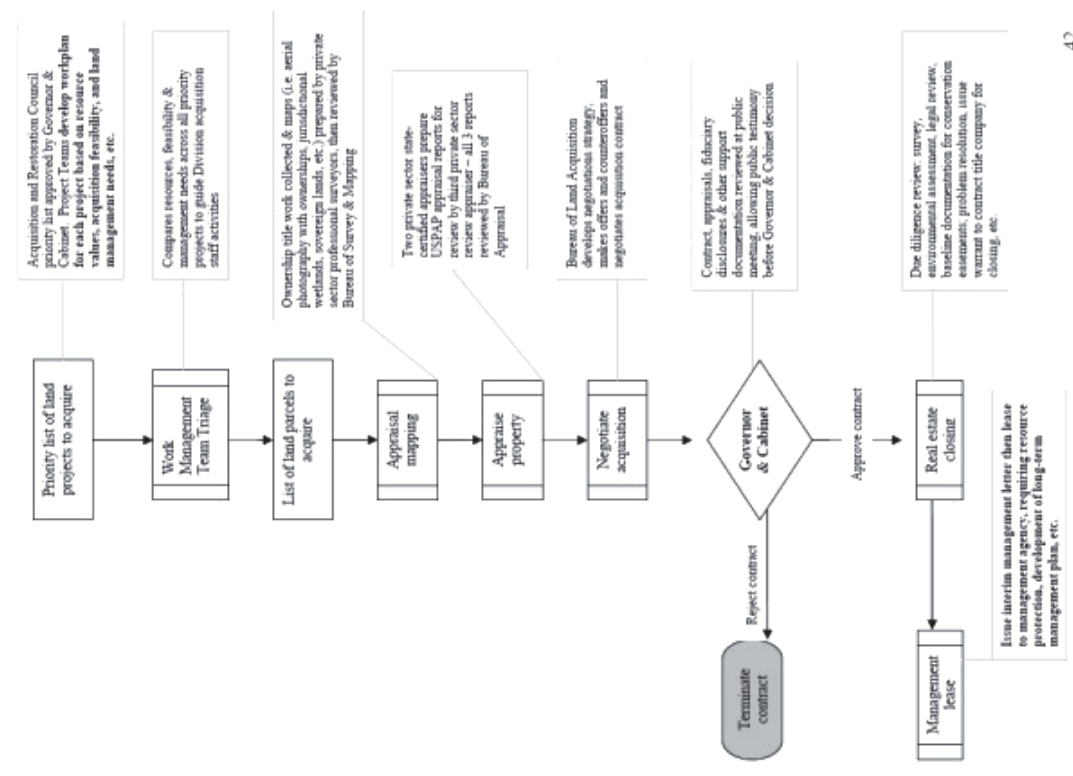 Acquisition and Restoration Council
priority list approved by Governor &
Cabinet. Project Teams develop workplan
for each project based on resource
values, acquisition feasibility, and land
management needs, etc.
Priority list of land
projects to acquire
Compares resources, feasibility &
management needs across all priority
projects to guide Division acquisition
staff activities
Work
Management
Team Triage
List of land parcels to
acquire
Ownership title work collected & maps (i.e. aerial
photography with ownerships, jurisdictional
wetlands, sovereign lands, etc.) prepared by private
sector professional surveyors, then reviewed by
Bureau of Survey & Mapping
Appraisal
mapping
Two private sector state-
certified appraisers prepare
USPAP appraisal reports for
review by third private sector
review appraiser – all 3 reports
reviewed by Bureau of
Appraisal
Appraise
property
Bureau of Land Acquisition
develops negotiations strategy,
makes offers and counteroffers and
negotiates acquisition contract
Negotiate
acquisition
Contract, appraisals, fiduciary
disclosures & other support
documentation reviewed at public
meeting, allowing public testimony
before Governor & Cabinet decision
Governor
& Cabinet
Reject contract
Terminate
contract
Approve contract
Due diligence review: survey,
environmental assessment, legal review,
baseline documentation for conservation
easements, problem resolution, issue
warrant to contract title company for
closing, etc.
Real estate
closing
Management
lease
Issue interim management letter then lease
to management agency, requiring resource
protection, development of long-term
management plan, etc.
42